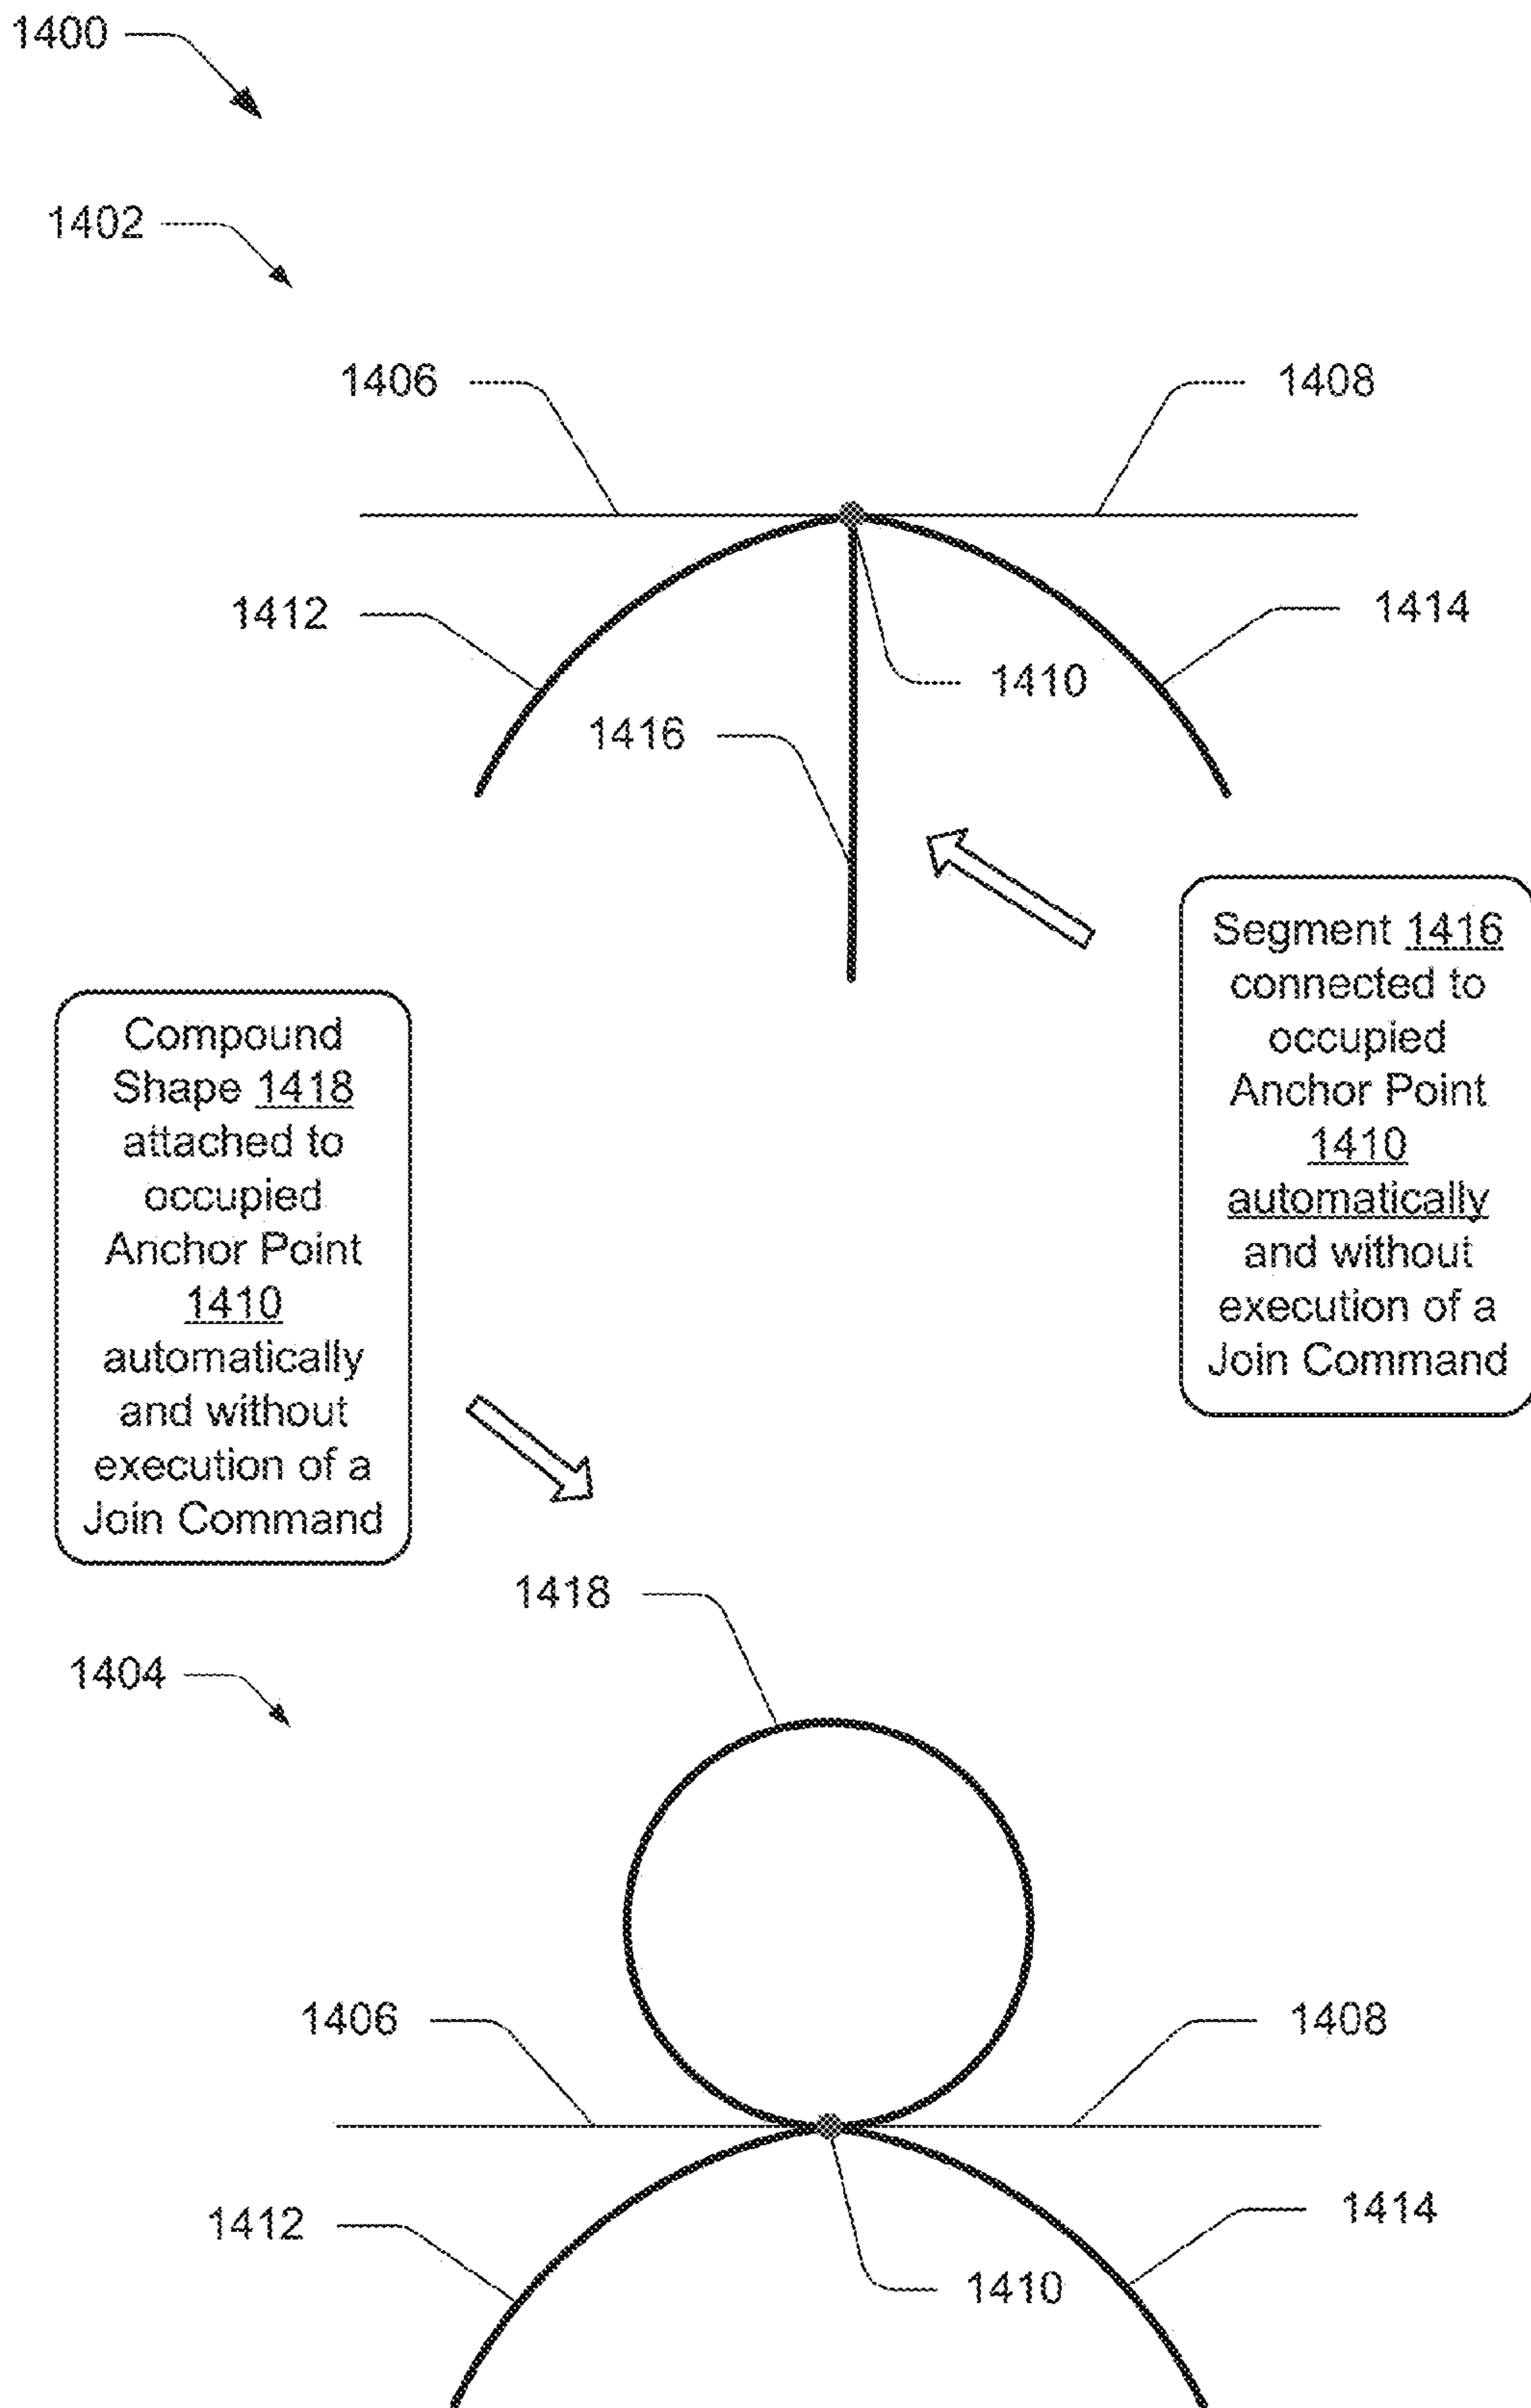 1400
1402
1406
1408
1412
1414
1410
1416
Segment 1416
connected to
occupied
Anchor Point
1410
automatically
and without
execution of a
Join Command
Compound
Shape 1418
attached to
occupied
Anchor Point
1410
automatically
and without
execution of a
Join Command
1418
1404
1406
1408
1412
1414
1410